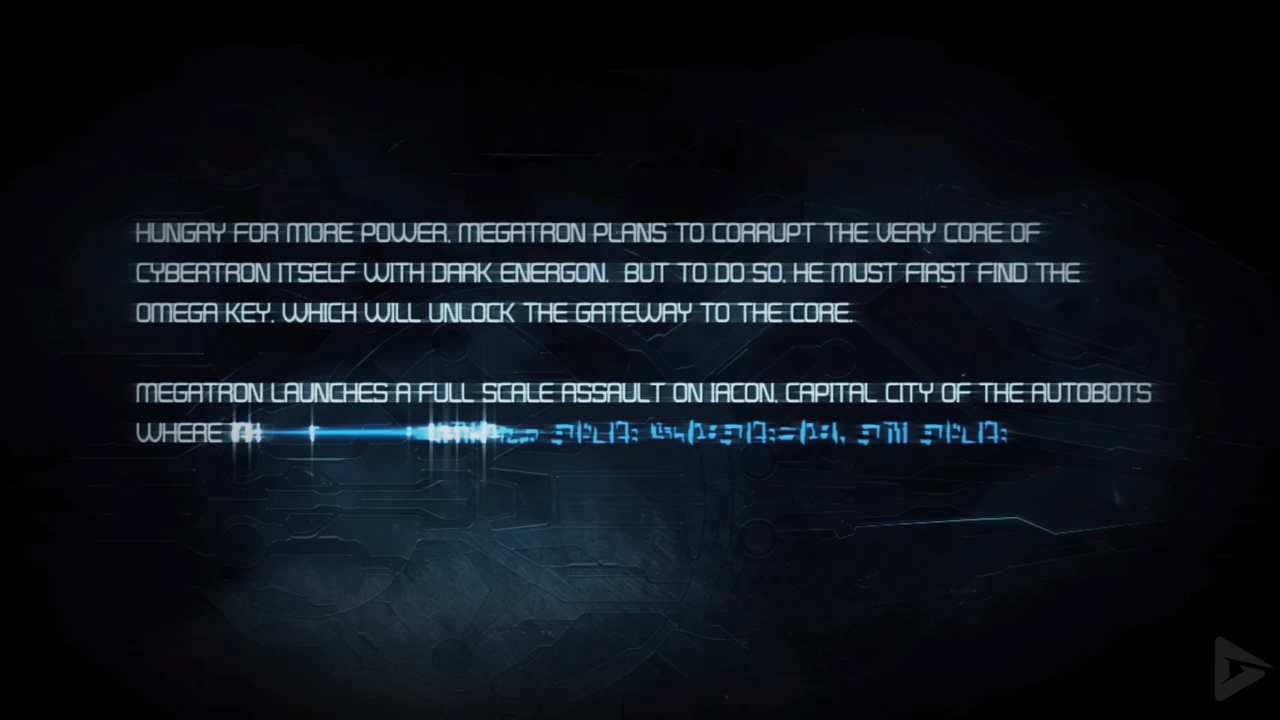 HUNGRY FOR MORE POWER, MEGATRON PLANS TO CORRUPT THE VERY CORE OF
CYBERTRON ITSELF WITH DARK ENERGON.  BUT TO DO SO, HE MUST FIRST FIND THE
OMEGA KEY, WHICH WILL UNLOCK THE GATEWAY TO THE CORE.
MEGATRON LAUNCHES A FULL SCALE ASSAULT ON IACON, CAPITAL CITY OF THE AUTOBOTS
WHERE